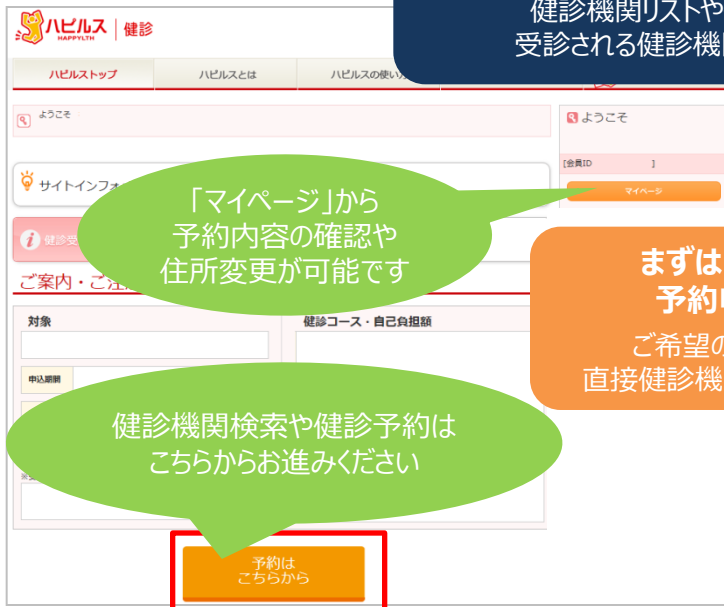 健診機関リストや
受診される健診機
ハピルス 健診
HAPPYLTH
ハピルストップ
ハピルスとは
ハピルスの使い
ようこそ
ようこそ
[会員ID ]
マイページ
サイトインフォ
「マイページ」から
予約内容の確認や
住所変更が可能です
健診受
ご案内・ご注
まずは
予約
ご希望の
直接健診機
対象
健診コース・自己負担額
申込期間
健診機関検索や健診予約は
こちらからお進みください
予約は
こちらから